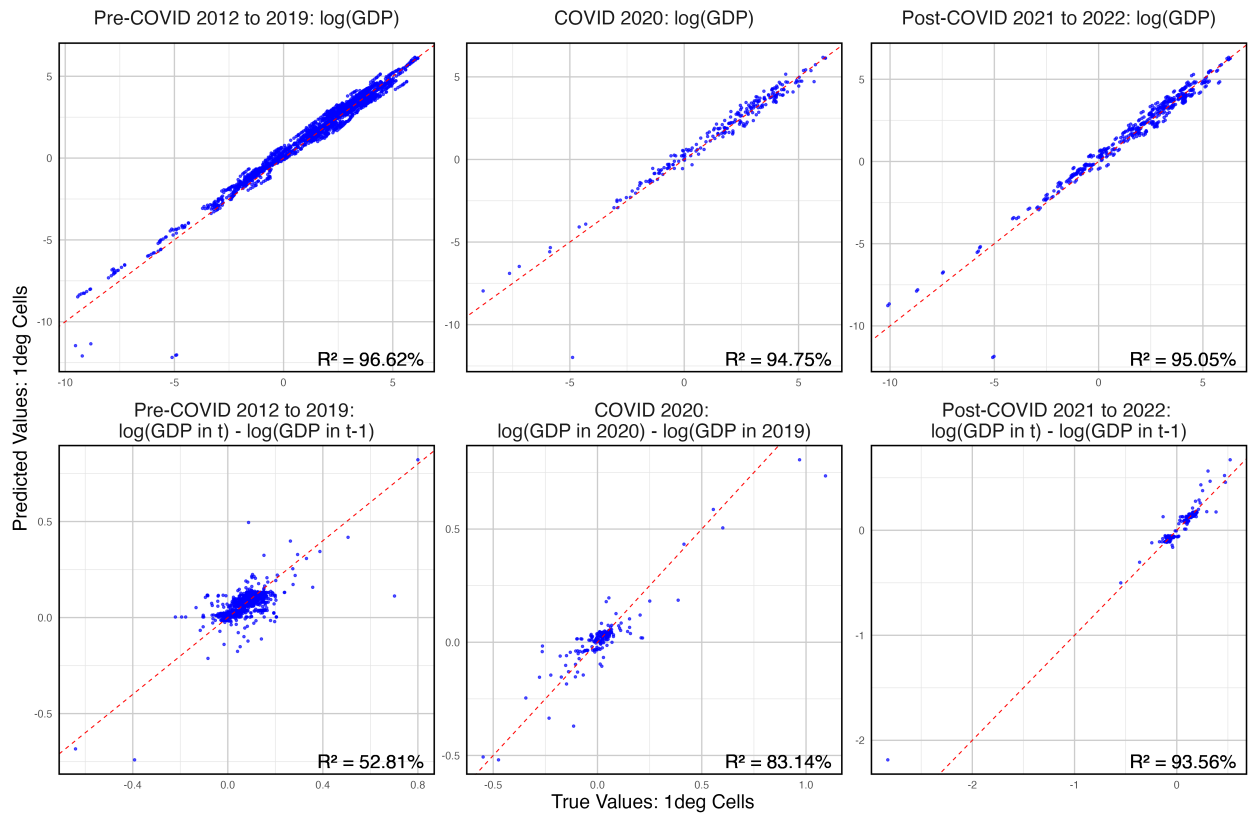 Pre-COVID 2012 to 2019: log(GDP)
COVID 2020: log(GDP)
Post-COVID 2021 to 2022: log(GDP)
5
0
-5
-10
-10
-5
0
5
R² = 96.62%
5
0
-5
-10
-5
0
5
R² = 94.75%
5
0
-5
-10
-10
-5
0
5
R² = 95.05%
Predicted Values: 1deg Cells
Pre-COVID 2012 to 2019:
log(GDP in t) - log(GDP in t-1)
COVID 2020:
log(GDP in 2020) - log(GDP in 2019)
Post-COVID 2021 to 2022:
log(GDP in t) - log(GDP in t-1)
0.5
0.0
-0.5
-0.4
0.0
0.4
0.8
R² = 52.81%
0.5
0.0
-0.5
-0.5
0.0
0.5
1.0
R² = 83.14%
0
-1
-2
-2
-1
0
R² = 93.56%
True Values: 1deg Cells